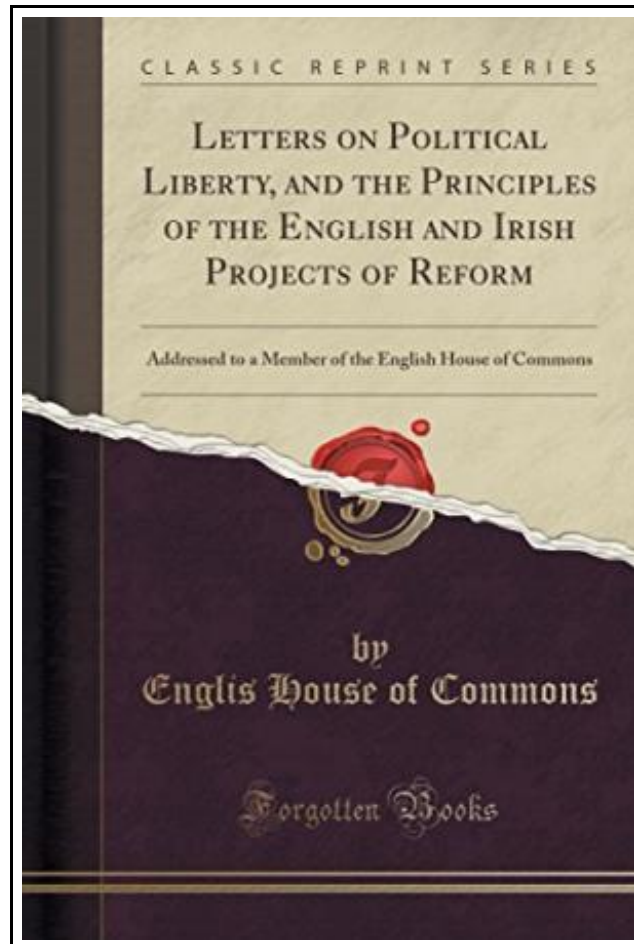 CLASSIC REPRINT SERIES
LETTERS ON POLITICAL
LIBERTY, AND THE PRINCIPLES
OF THE ENGLISH AND IRISH
PROJECTS OF REFORM
Addressed to a Member of the English House of Commons
F
by
Englis House of Commons
Forgotten Books